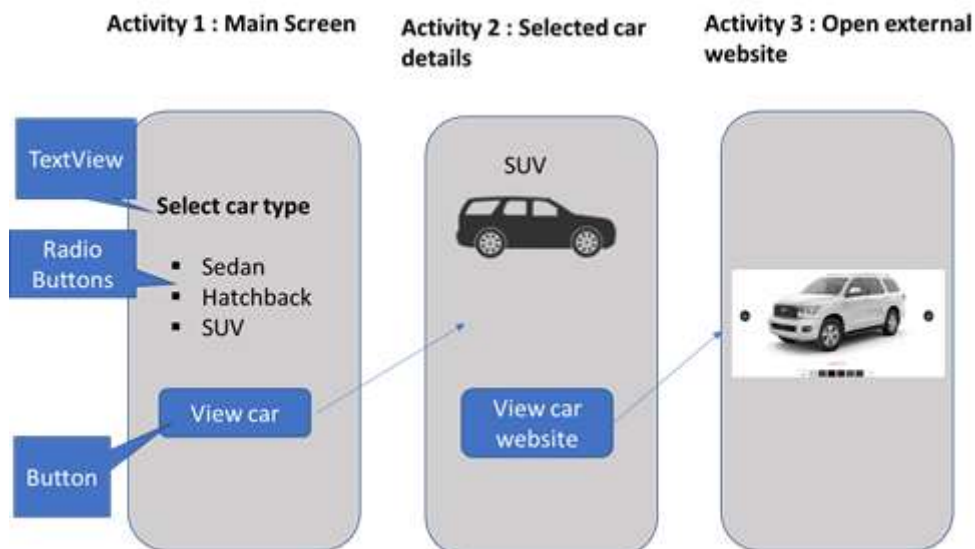 Activity 1 : Main Screen
Activity 2 : Selected car
details
Activity 3 : Open external
website
TextView
Select car type
Radio
Buttons
Sedan
Hatchback
SUV
View car
Button
SUV
View car
website